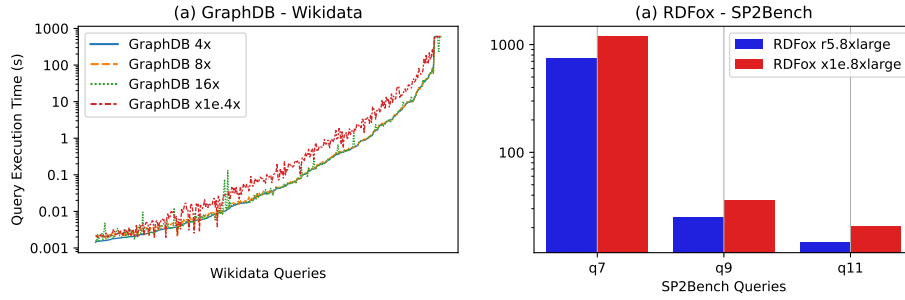 (a) GraphDB - Wikidata
Query Execution Time (s)
1000
100
10
1
0.1
0.01
0.001
GraphDB 4x
GraphDB 8x
GraphDB 16x
GraphDB x1e.4x
Wikidata Queries
(a) RDFox - SP2Bench
1000
100
RDFox r5.8xlarge
RDFox x1e.8xlarge
q7
q9
q11
SP2Bench Queries